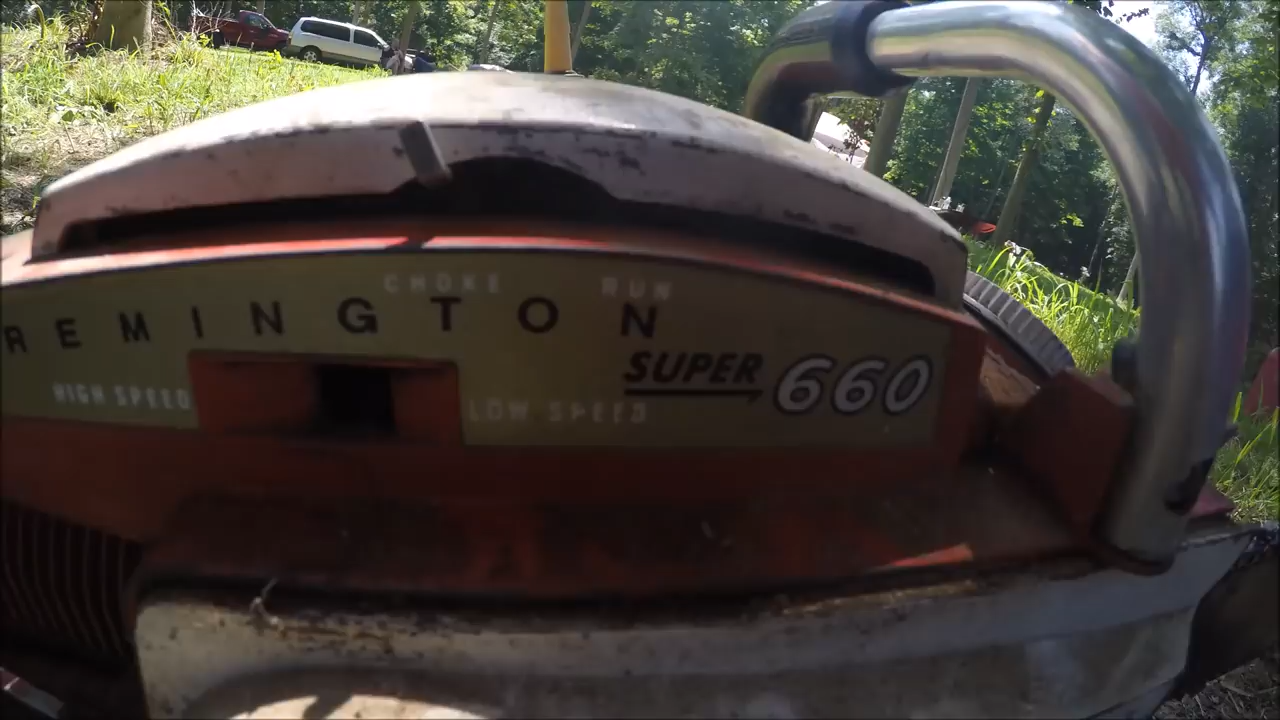 CHOKE RUN
REMINGTON
SUPER 660
HIGH SPEED
LOW SPEED